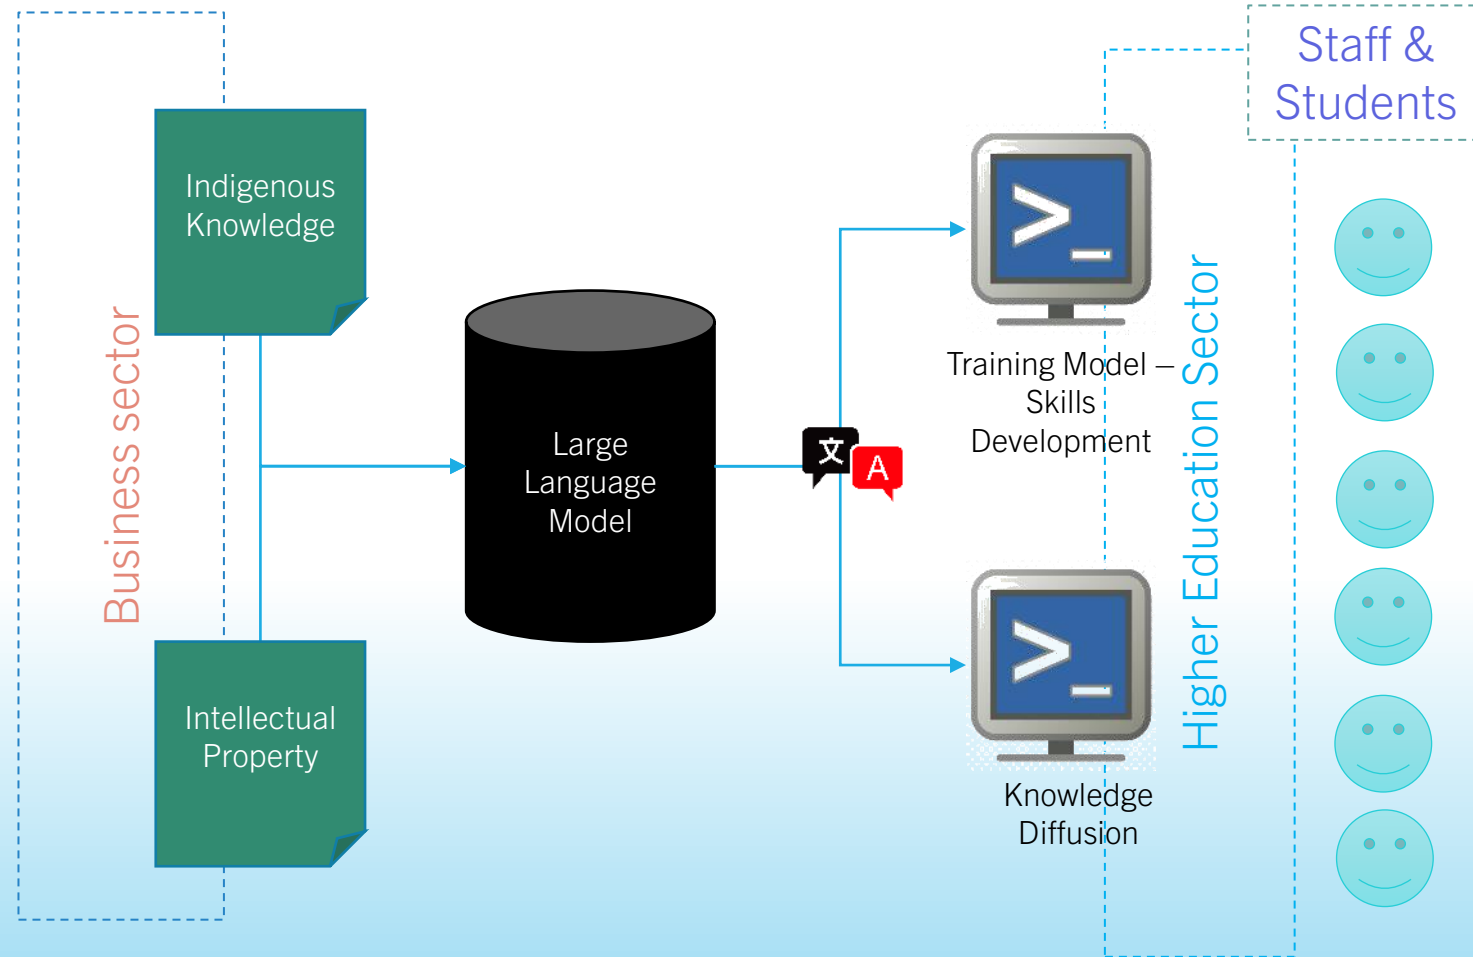 Staff &
Students
Indigenous
Knowledge
Business sector
Large
Language
Model
文
A
>_
Training Model –
Skills
Development
Higher Education Sector
Intellectual
Property
>_
Knowledge
Diffusion